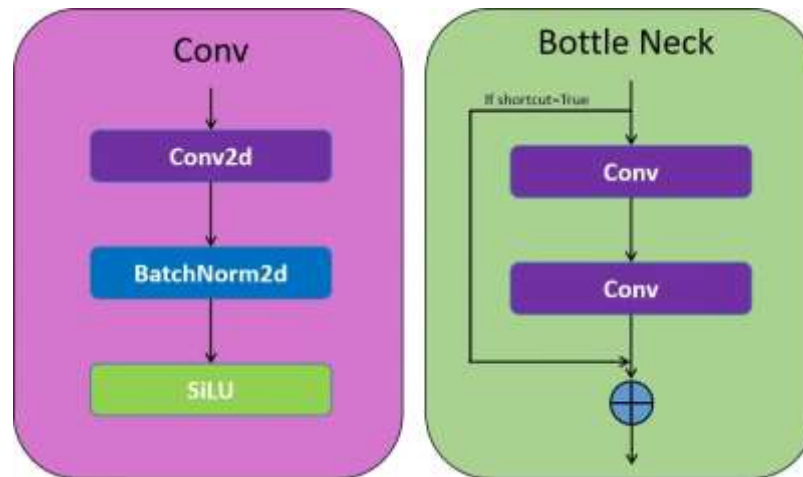 Conv
Conv2d
BatchNorm2d
SiLU
Bottle Neck
If shortcut=True
Conv
Conv